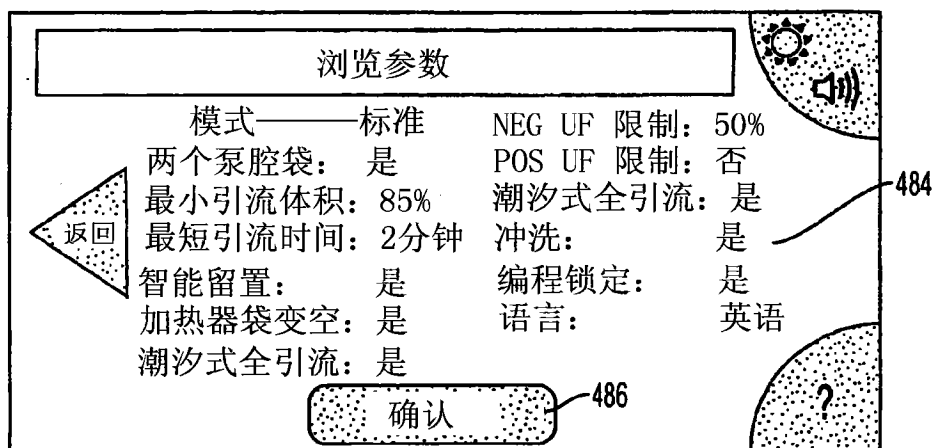 浏览参数
模式———标准
两个泵腔袋： 是
最小引流体积： 85%
最短引流时间： 2分钟
智能留置： 是
加热器袋变空： 是
潮汐式全引流： 是
NEG UF 限制： 50%
POS UF 限制： 否
潮汐式全引流： 是
冲洗： 是
编程锁定： 是
语言： 英语
返回
确认
?
484
486